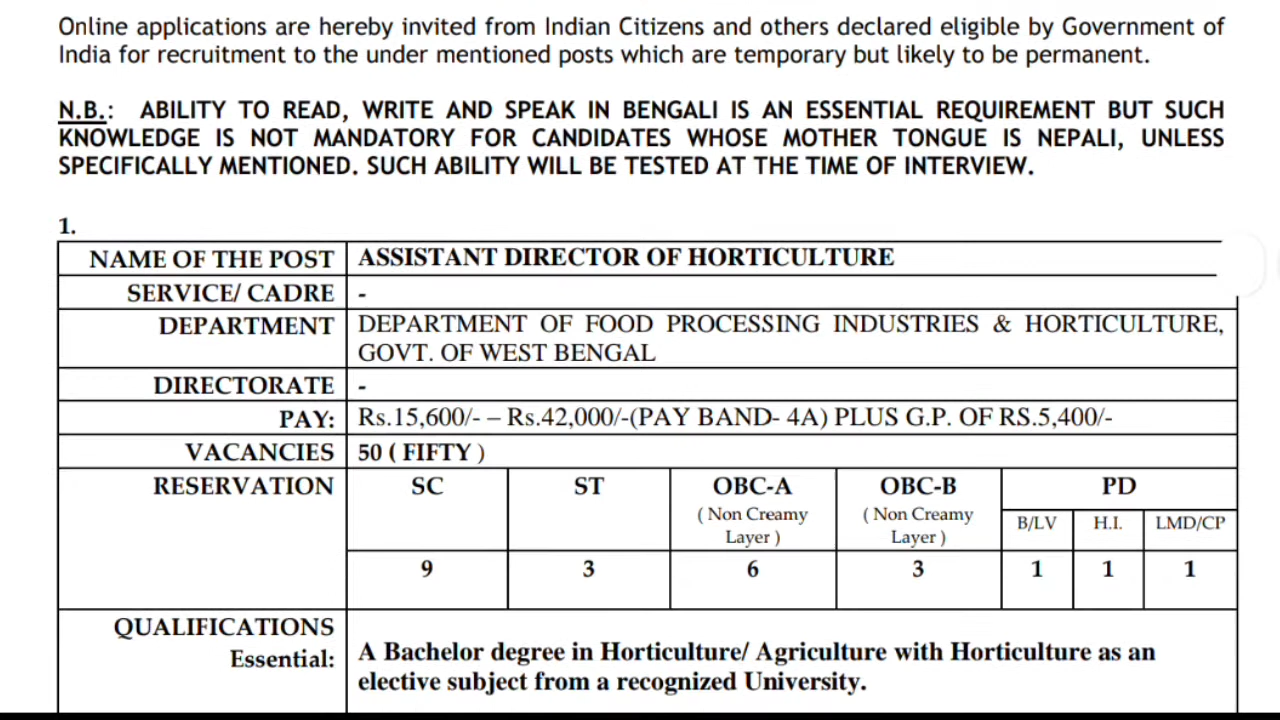 Online applications are hereby invited from Indian Citizens and others declared eligible by Government of
India for recruitment to the under mentioned posts which are temporary but likely to be permanent.
N.B.: ABILITY TO READ, WRITE AND SPEAK IN BENGALI IS AN ESSENTIAL REQUIREMENT BUT SUCH
KNOWLEDGE IS NOT MANDATORY FOR CANDIDATES WHOSE MOTHER TONGUE IS NEPALI, UNLESS
SPECIFICALLY MENTIONED. SUCH ABILITY WILL BE TESTED AT THE TIME OF INTERVIEW.
1.
NAME OF THE POST ASSISTANT DIRECTOR OF HORTICULTURE
SERVICE/ CADRE -
DEPARTMENT DEPARTMENT OF FOOD PROCESSING INDUSTRIES & HORTICULTURE,
GOVT. OF WEST BENGAL
DIRECTORATE -
PAY: Rs.15,600/- – Rs.42,000/-(PAY BAND- 4A) PLUS G.P. OF RS.5,400/-
VACANCIES 50 ( FIFTY )
RESERVATION SC ST OBC-A OBC-B PD
( Non Creamy ( Non Creamy B/LV H.I. LMD/CP
Layer ) Layer )
9 3 6 3 1 1 1
QUALIFICATIONS
Essential: A Bachelor degree in Horticulture/ Agriculture with Horticulture as an
elective subject from a recognized University.